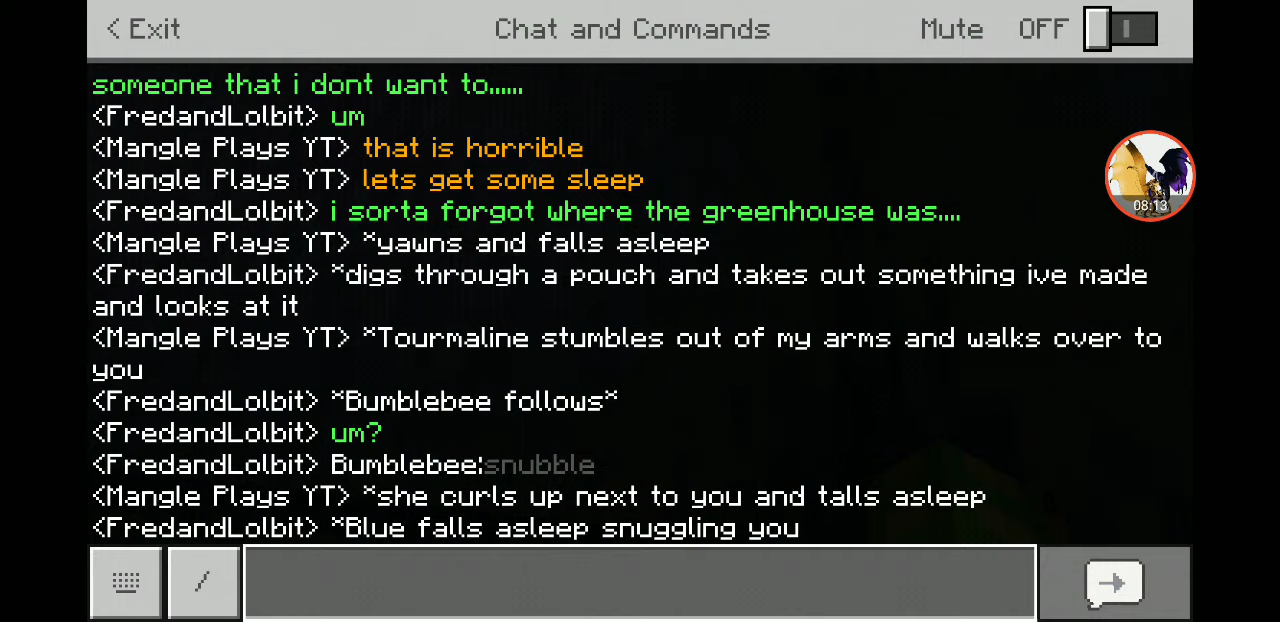 < Exit
Chat and Commands
Mute OFF
someone that i dont want to......
<FredandLolbit> um
<Mangle Plays YT> that is horrible
<Mangle Plays YT> lets get some sleep
08:13
<FredandLolbit> i sorta forgot where the greenhouse was....
<Mangle Plays YT> *yawns and falls asleep
<FredandLolbit> *digs through a pouch and takes out something ive made
and looks at it
<Mangle Plays YT> *Tourmaline stumbles out of my arms and walks over to
you
<FredandLolbit> *Bumblebee follows*
<FredandLolbit> um?
<FredandLolbit> Bumblebee:snubble
<Mangle Plays YT> *she curls up next to you and talls asleep
<FredandLolbit> *Blue falls asleep snuggling you
/